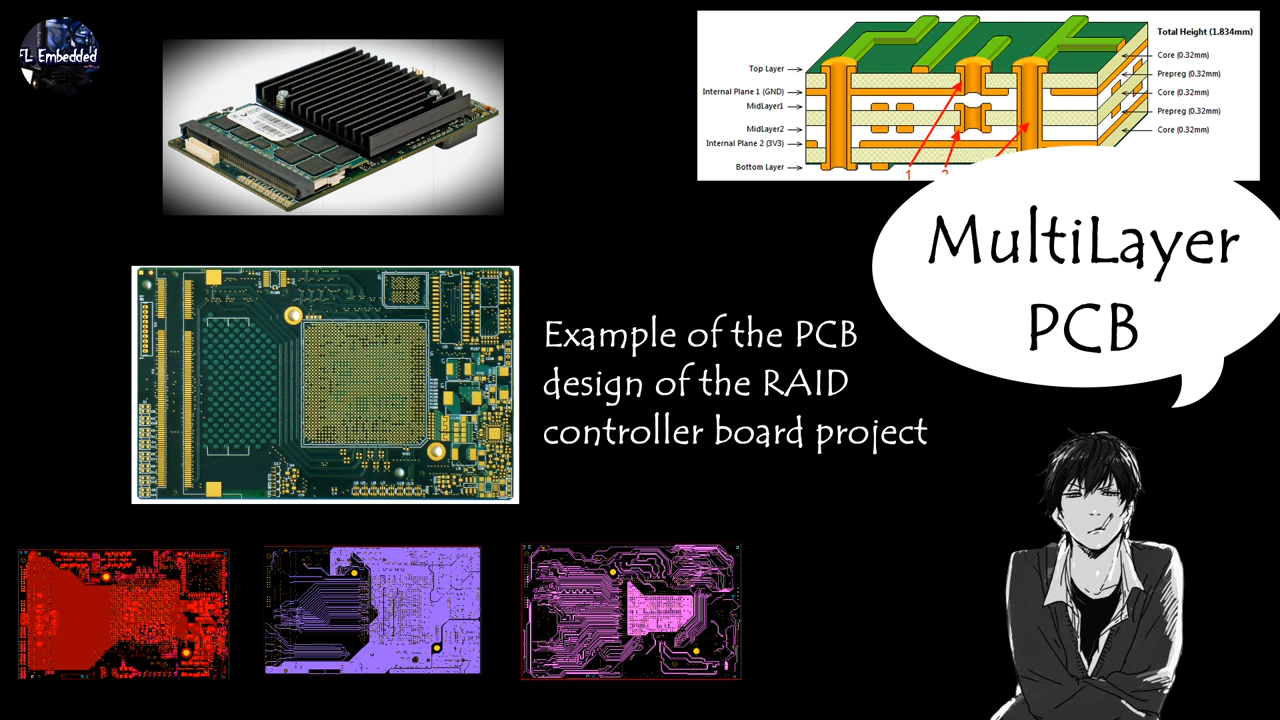 FL Embedded
Total Height (1.834mm)
Top Layer
Core (0.32mm)
Prepreg (0.32mm)
Internal Plane 1 (GND)
Core (0.32mm)
MidLayer1
Prepreg (0.32mm)
MidLayer2
Core (0.32mm)
Internal Plane 2 (3V3)
Bottom Layer
1
MultiLayer
PCB
Example of the PCB
design of the RAID
controller board project